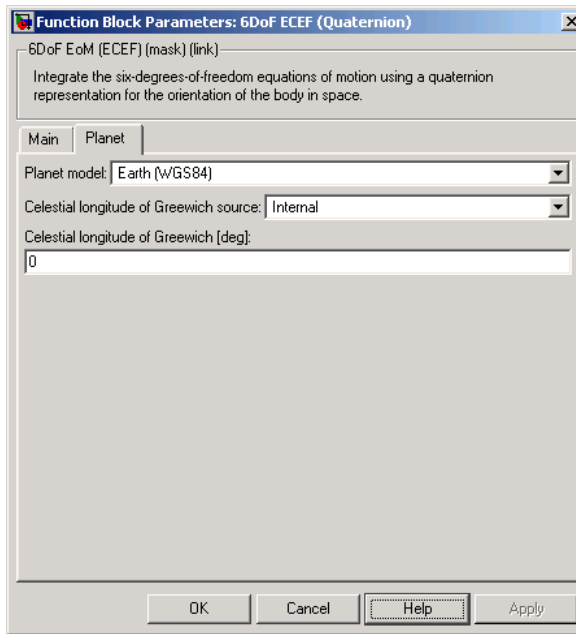 Function Block Parameters: 6DoF ECEF (Quaternion)
6DoF EoM (ECEF) (mask) (link)
Integrate the six-degrees-of-freedom equations of motion using a quaternion
representation for the orientation of the body in space.
Main Planet
Planet model: Earth (WGS84)
Celestial longitude of Greewich source: Internal
Celestial longitude of Greewich [deg]:
0
OK Cancel Help Apply